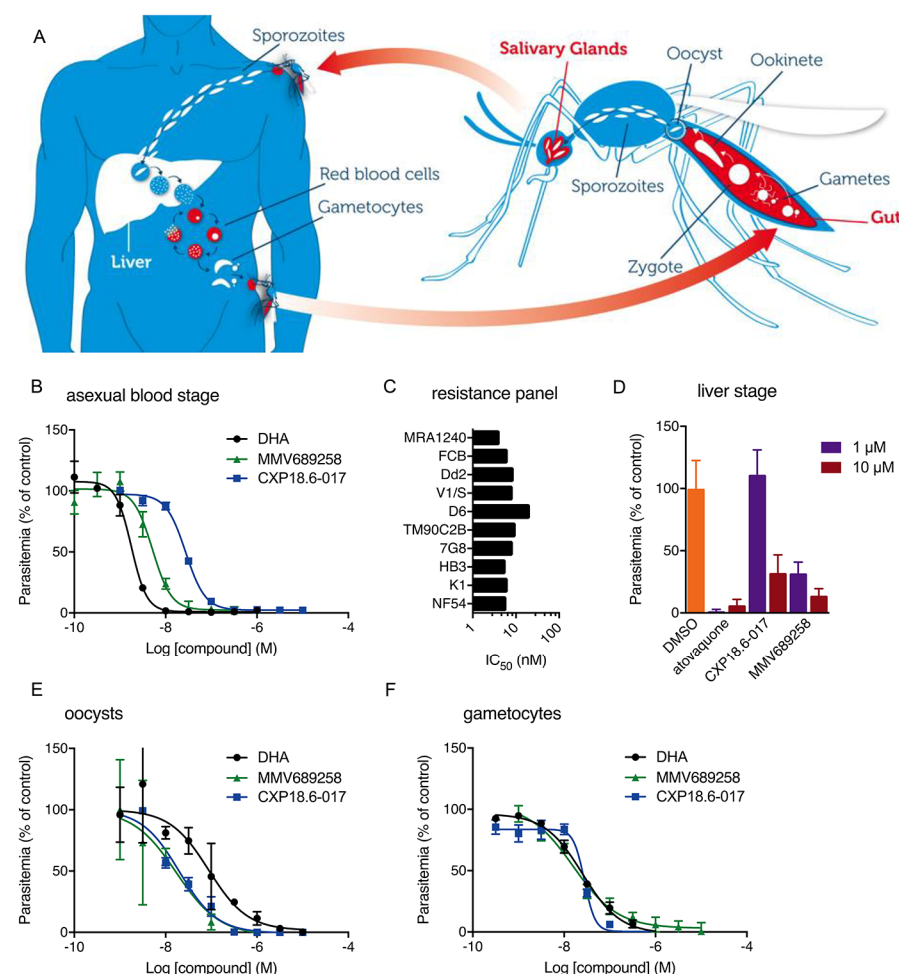 A
Sporozoites
Salivary Glands
Oocyst
Ookinete
Red blood cells
Gametocytes
Sporozoites
Gametes
Liver
Gut
Zygote
B
asexual blood stage
150
100
50
0
Parasitemia (% of control)
DHA
MMV689258
CXP18.6-017
-10
-8
-6
-4
Log [compound] (M)
C
resistance panel
MRA1240
FCB
Dd2
V1/S
D6
TM90C2B
7G8
HB3
K1
NF54
1
10
100
IC50 (nM)
D
liver stage
150
100
50
0
Parasitemia (% of control)
1 µM
10 µM
DMSO
atovaquone
CXP18.6-017
MMV689258
E
oocysts
150
100
50
0
Parasitemia (% of control)
DHA
MMV689258
CXP18.6-017
-10
-8
-6
-4
Log [compound] (M)
F
gametocytes
150
100
50
0
Parasitemia (% of control)
DHA
MMV689258
CXP18.6-017
-10
-8
-6
-4
Log [compound] (M)